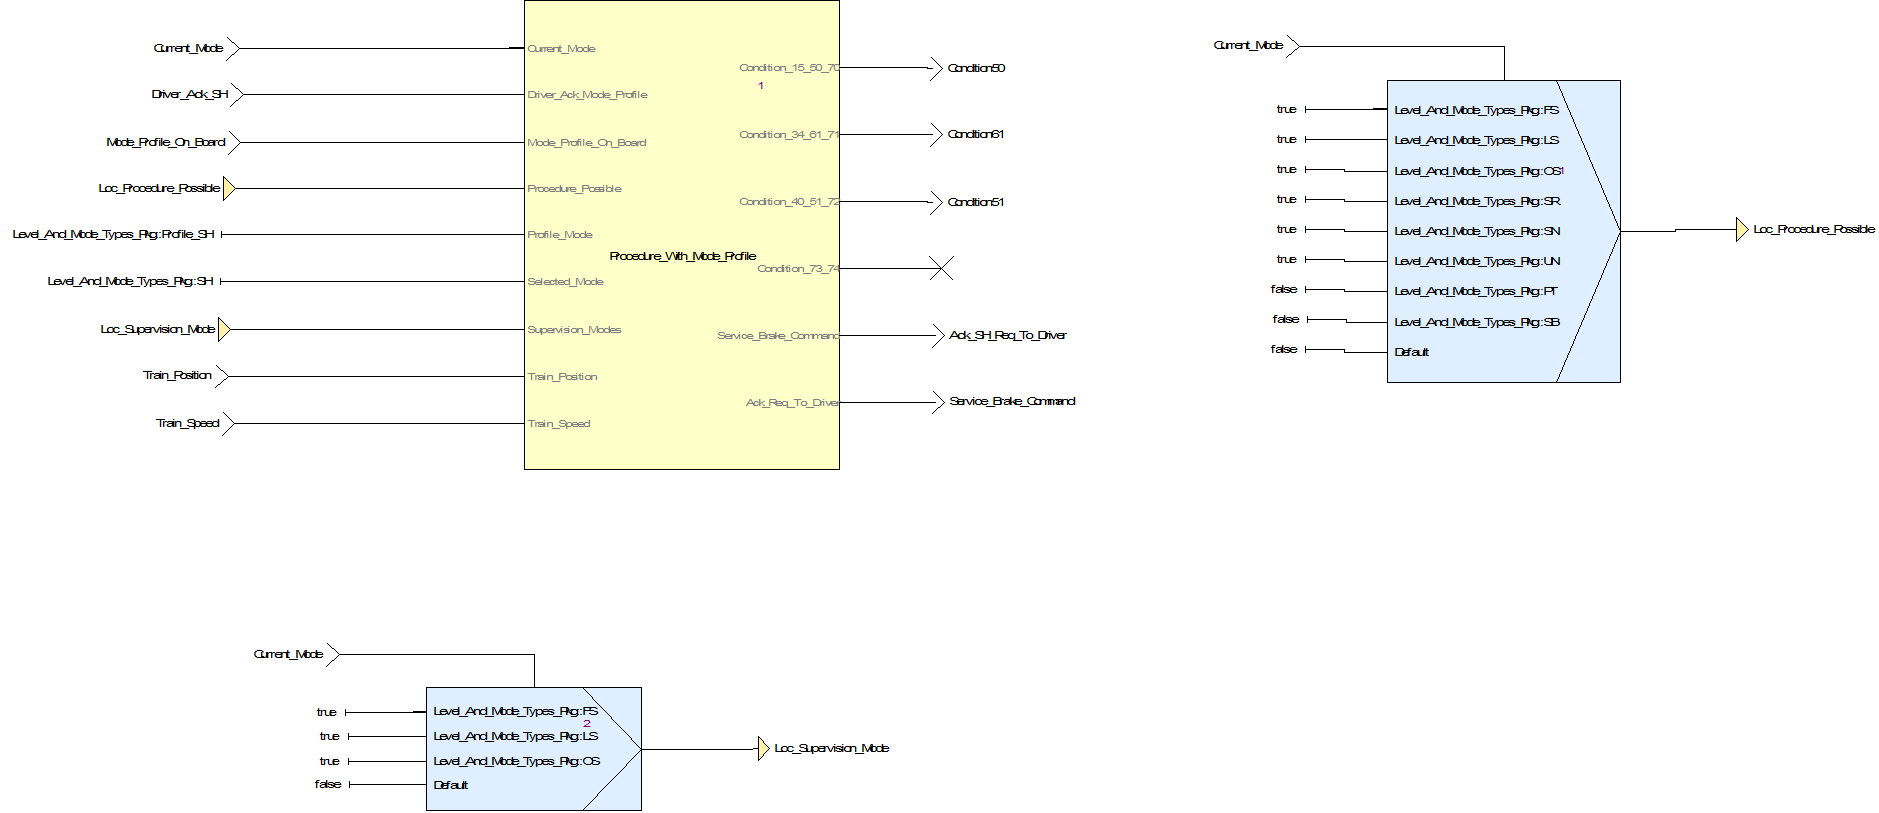 Current_Mode
Driver_Ack_SH
Mode_Profile_On_Board
Loc_Procedure_Possible
Level_And_Mode_Types_Pkg::Profile_SH
Level_And_Mode_Types_Pkg::SH
Loc_Supervision_Mode
Train_Position
Train_Speed
Current_Mode
Driver_Ack_Mode_Profile
Mode_Profile_On_Board
Procedure_Possible
Profile_Mode
Selected_Mode
Supervision_Modes
Train_Position
Train_Speed
1
Procedure_With_Mode_Profile
Condition_15_50_70
Condition_34_61_71
Condition_40_51_72
Condition_73_74
Service_Brake_Command
Ack_Req_To_Driver
Condition50
Condition61
Condition51
Ack_SH_Req_To_Driver
Service_Brake_Command
Current_Mode
true
Level_And_Mode_Types_Pkg::FS
true
Level_And_Mode_Types_Pkg::LS
true
Level_And_Mode_Types_Pkg::OS
1
true
Level_And_Mode_Types_Pkg::SR
true
Level_And_Mode_Types_Pkg::SN
true
Level_And_Mode_Types_Pkg::UN
false
Level_And_Mode_Types_Pkg::PT
false
Level_And_Mode_Types_Pkg::SB
false
Default
Loc_Procedure_Possible
Current_Mode
true
Level_And_Mode_Types_Pkg::FS
2
true
Level_And_Mode_Types_Pkg::LS
true
Level_And_Mode_Types_Pkg::OS
false
Default
Loc_Supervision_Mode